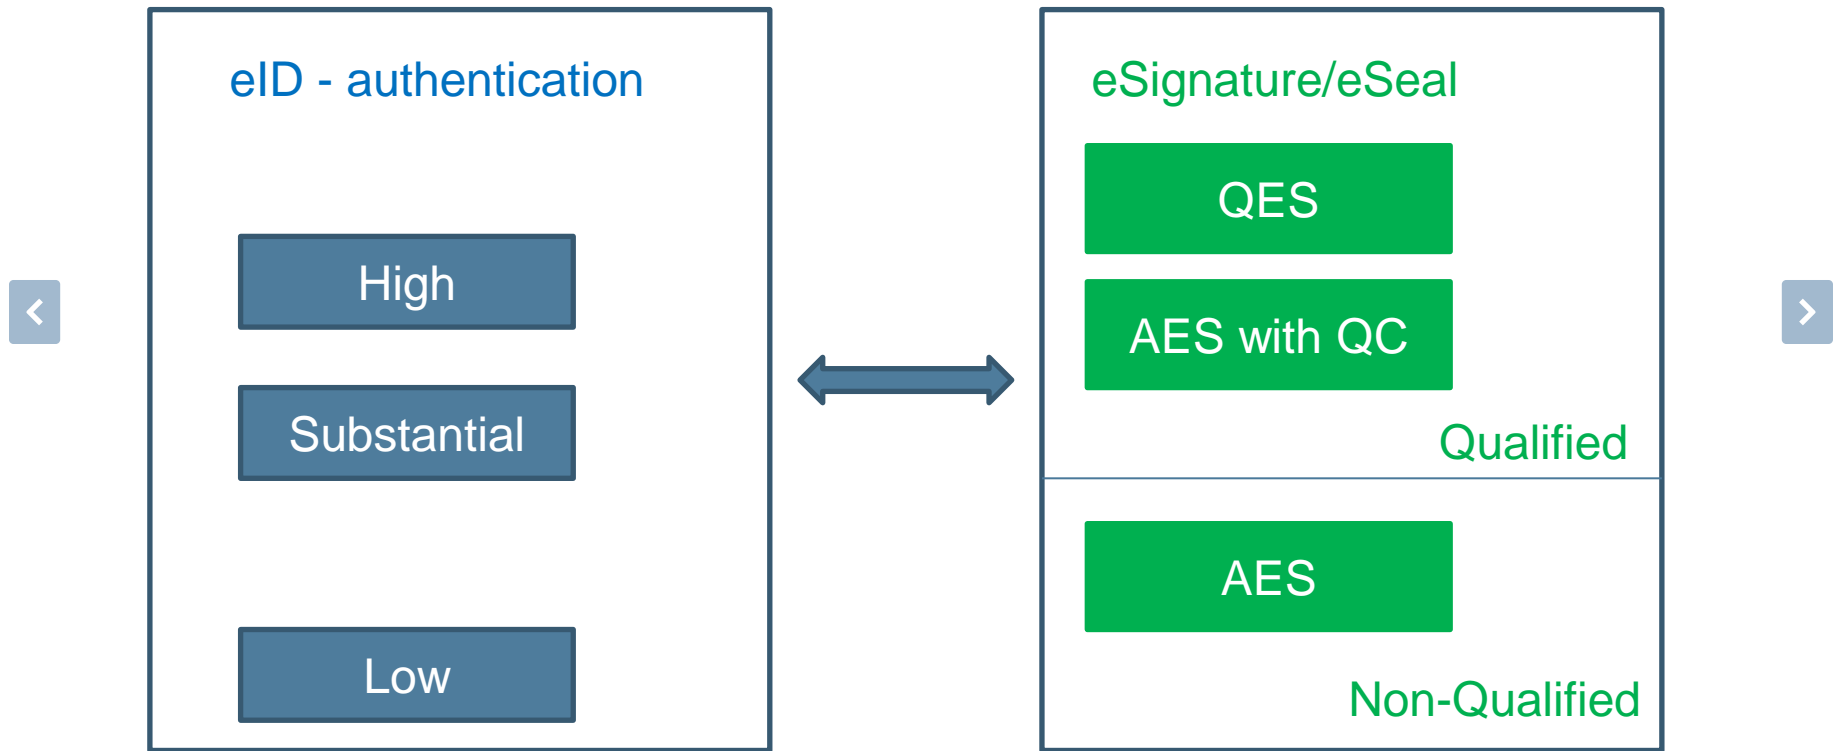 eID - authentication
High
Substantial
Low
eSignature/eSeal
QES
AES with QC
Qualified
AES
Non-Qualified